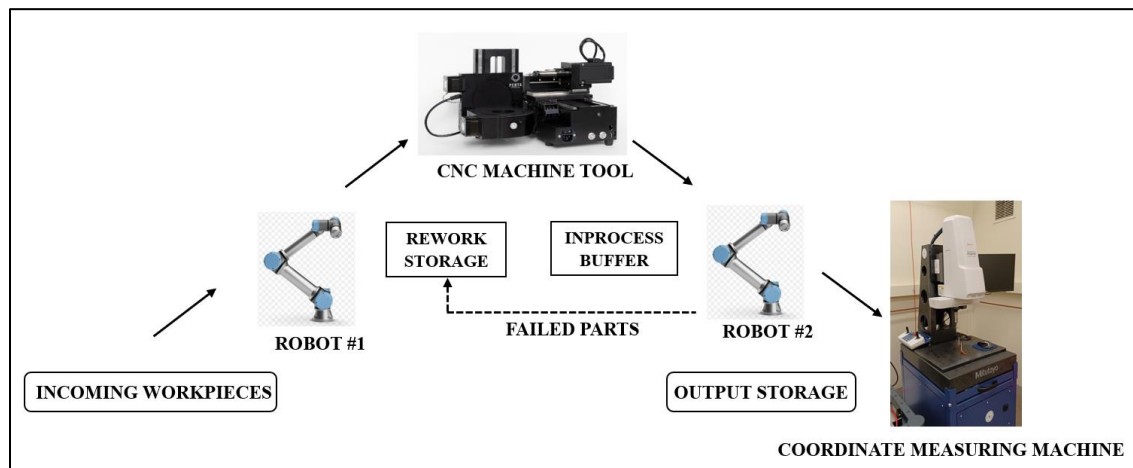 CNC MACHINE TOOL
REWORK
STORAGE
INPROCESS
BUFFER
FAILED PARTS
ROBOT #1
ROBOT #2
INCOMING WORKPIECES
OUTPUT STORAGE
Mitutoyo
COORDINATE MEASURING MACHINE